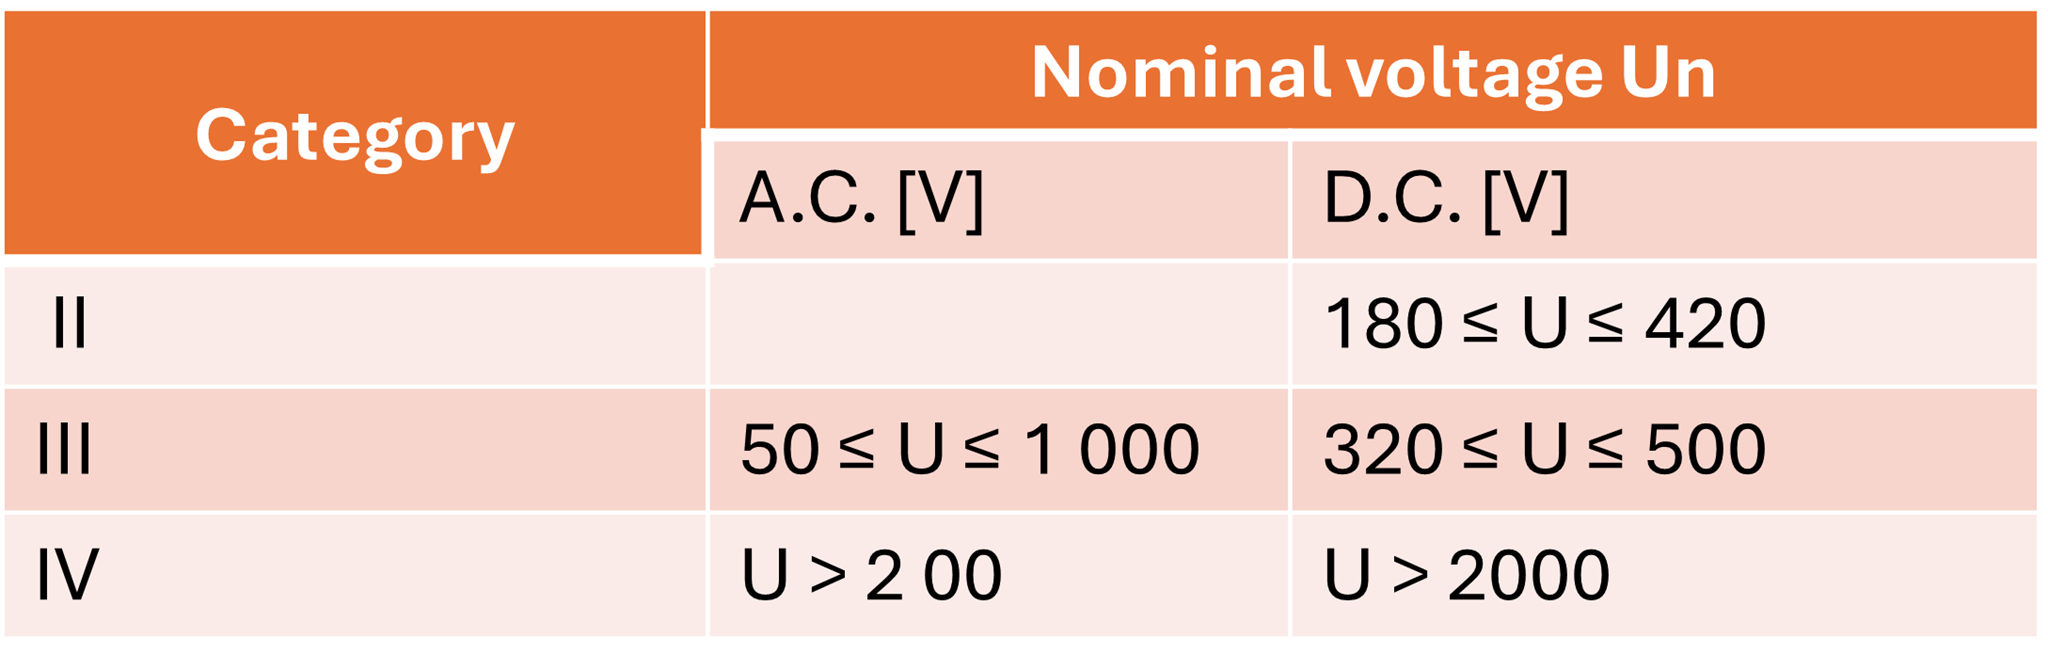 Category
Nominal voltage Un
A.C. [V]
D.C. [V]
II
180 ≤ U ≤ 420
III
50 ≤ U ≤ 1 000
320 ≤ U ≤ 500
IV
U > 2 00
U > 2000